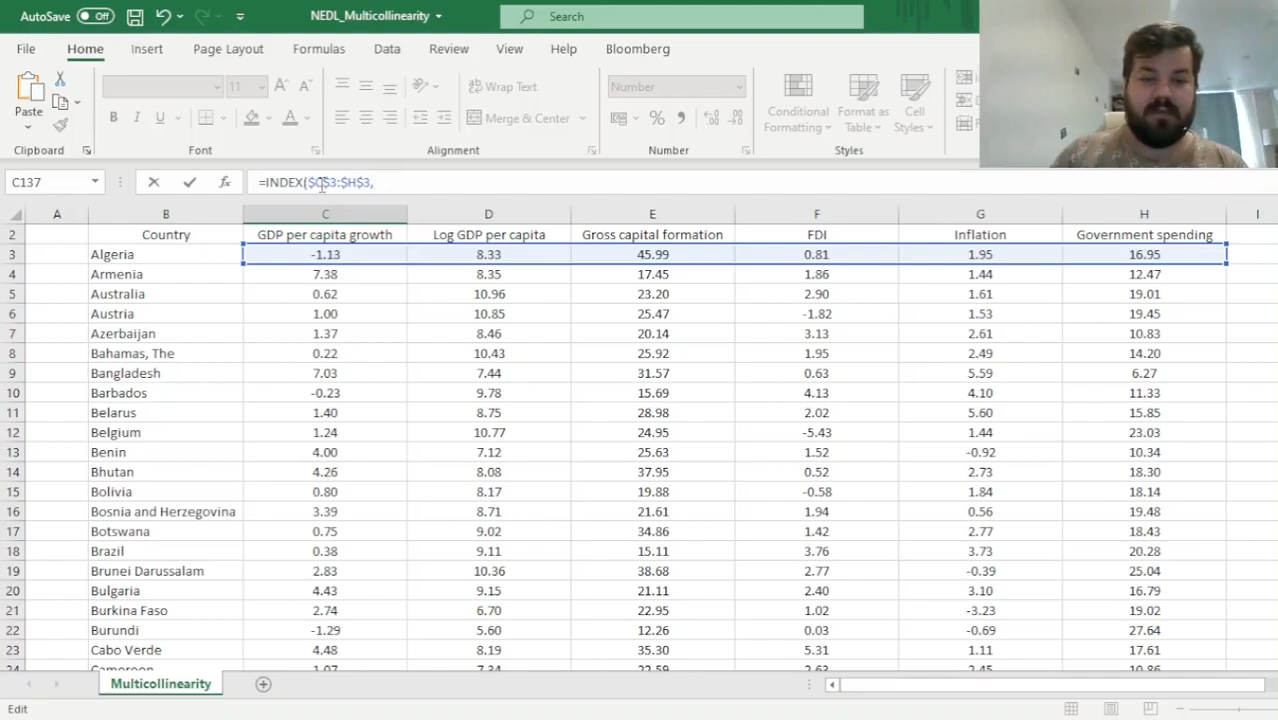 AutoSave Off NEDL_Multicollinearity Search
File Home Insert Page Layout Formulas Data Review View Help Bloomberg
11 A A Wrap Text Number
Paste B I U A Merge & Center % Conditional Formatting Format as Table Cell Styles
Clipboard Font Alignment Number Styles
C137 fx =INDEX($C$3:$H$3,
A B C D E F G H I
2 Country GDP per capita growth Log GDP per capita Gross capital formation FDI Inflation Government spending
3 Algeria -1.13 8.33 45.99 0.81 1.95 16.95
4 Armenia 7.38 8.35 17.45 1.86 1.44 12.47
5 Australia 0.62 10.96 23.20 2.90 1.61 19.01
6 Austria 1.00 10.85 25.47 -1.82 1.53 19.45
7 Azerbaijan 1.37 8.46 20.14 3.13 2.61 10.83
8 Bahamas, The 0.22 10.43 25.92 1.95 2.49 14.20
9 Bangladesh 7.03 7.44 31.57 0.63 5.59 6.27
10 Barbados -0.23 9.78 15.69 4.13 4.10 11.33
11 Belarus 1.40 8.75 28.98 2.02 5.60 15.85
12 Belgium 1.24 10.77 24.95 -5.43 1.44 23.03
13 Benin 4.00 7.12 25.63 1.52 -0.92 10.34
14 Bhutan 4.26 8.08 37.95 0.52 2.73 18.30
15 Bolivia 0.80 8.17 19.88 -0.58 1.84 18.14
16 Bosnia and Herzegovina 3.39 8.71 21.61 1.94 0.56 19.48
17 Botswana 0.75 9.02 34.86 1.42 2.77 18.43
18 Brazil 0.38 9.11 15.11 3.76 3.73 20.28
19 Brunei Darussalam 2.83 10.36 38.68 2.77 -0.39 25.04
20 Bulgaria 4.43 9.15 21.11 2.40 3.10 16.79
21 Burkina Faso 2.74 6.70 22.95 1.02 -3.23 19.02
22 Burundi -1.29 5.60 12.26 0.03 -0.69 27.64
23 Cabo Verde 4.48 8.19 35.30 5.31 1.11 17.61
24 Cameroon 1.07 7.34 22.59 2.63 2.45 10.86
Multicollinearity
Edit